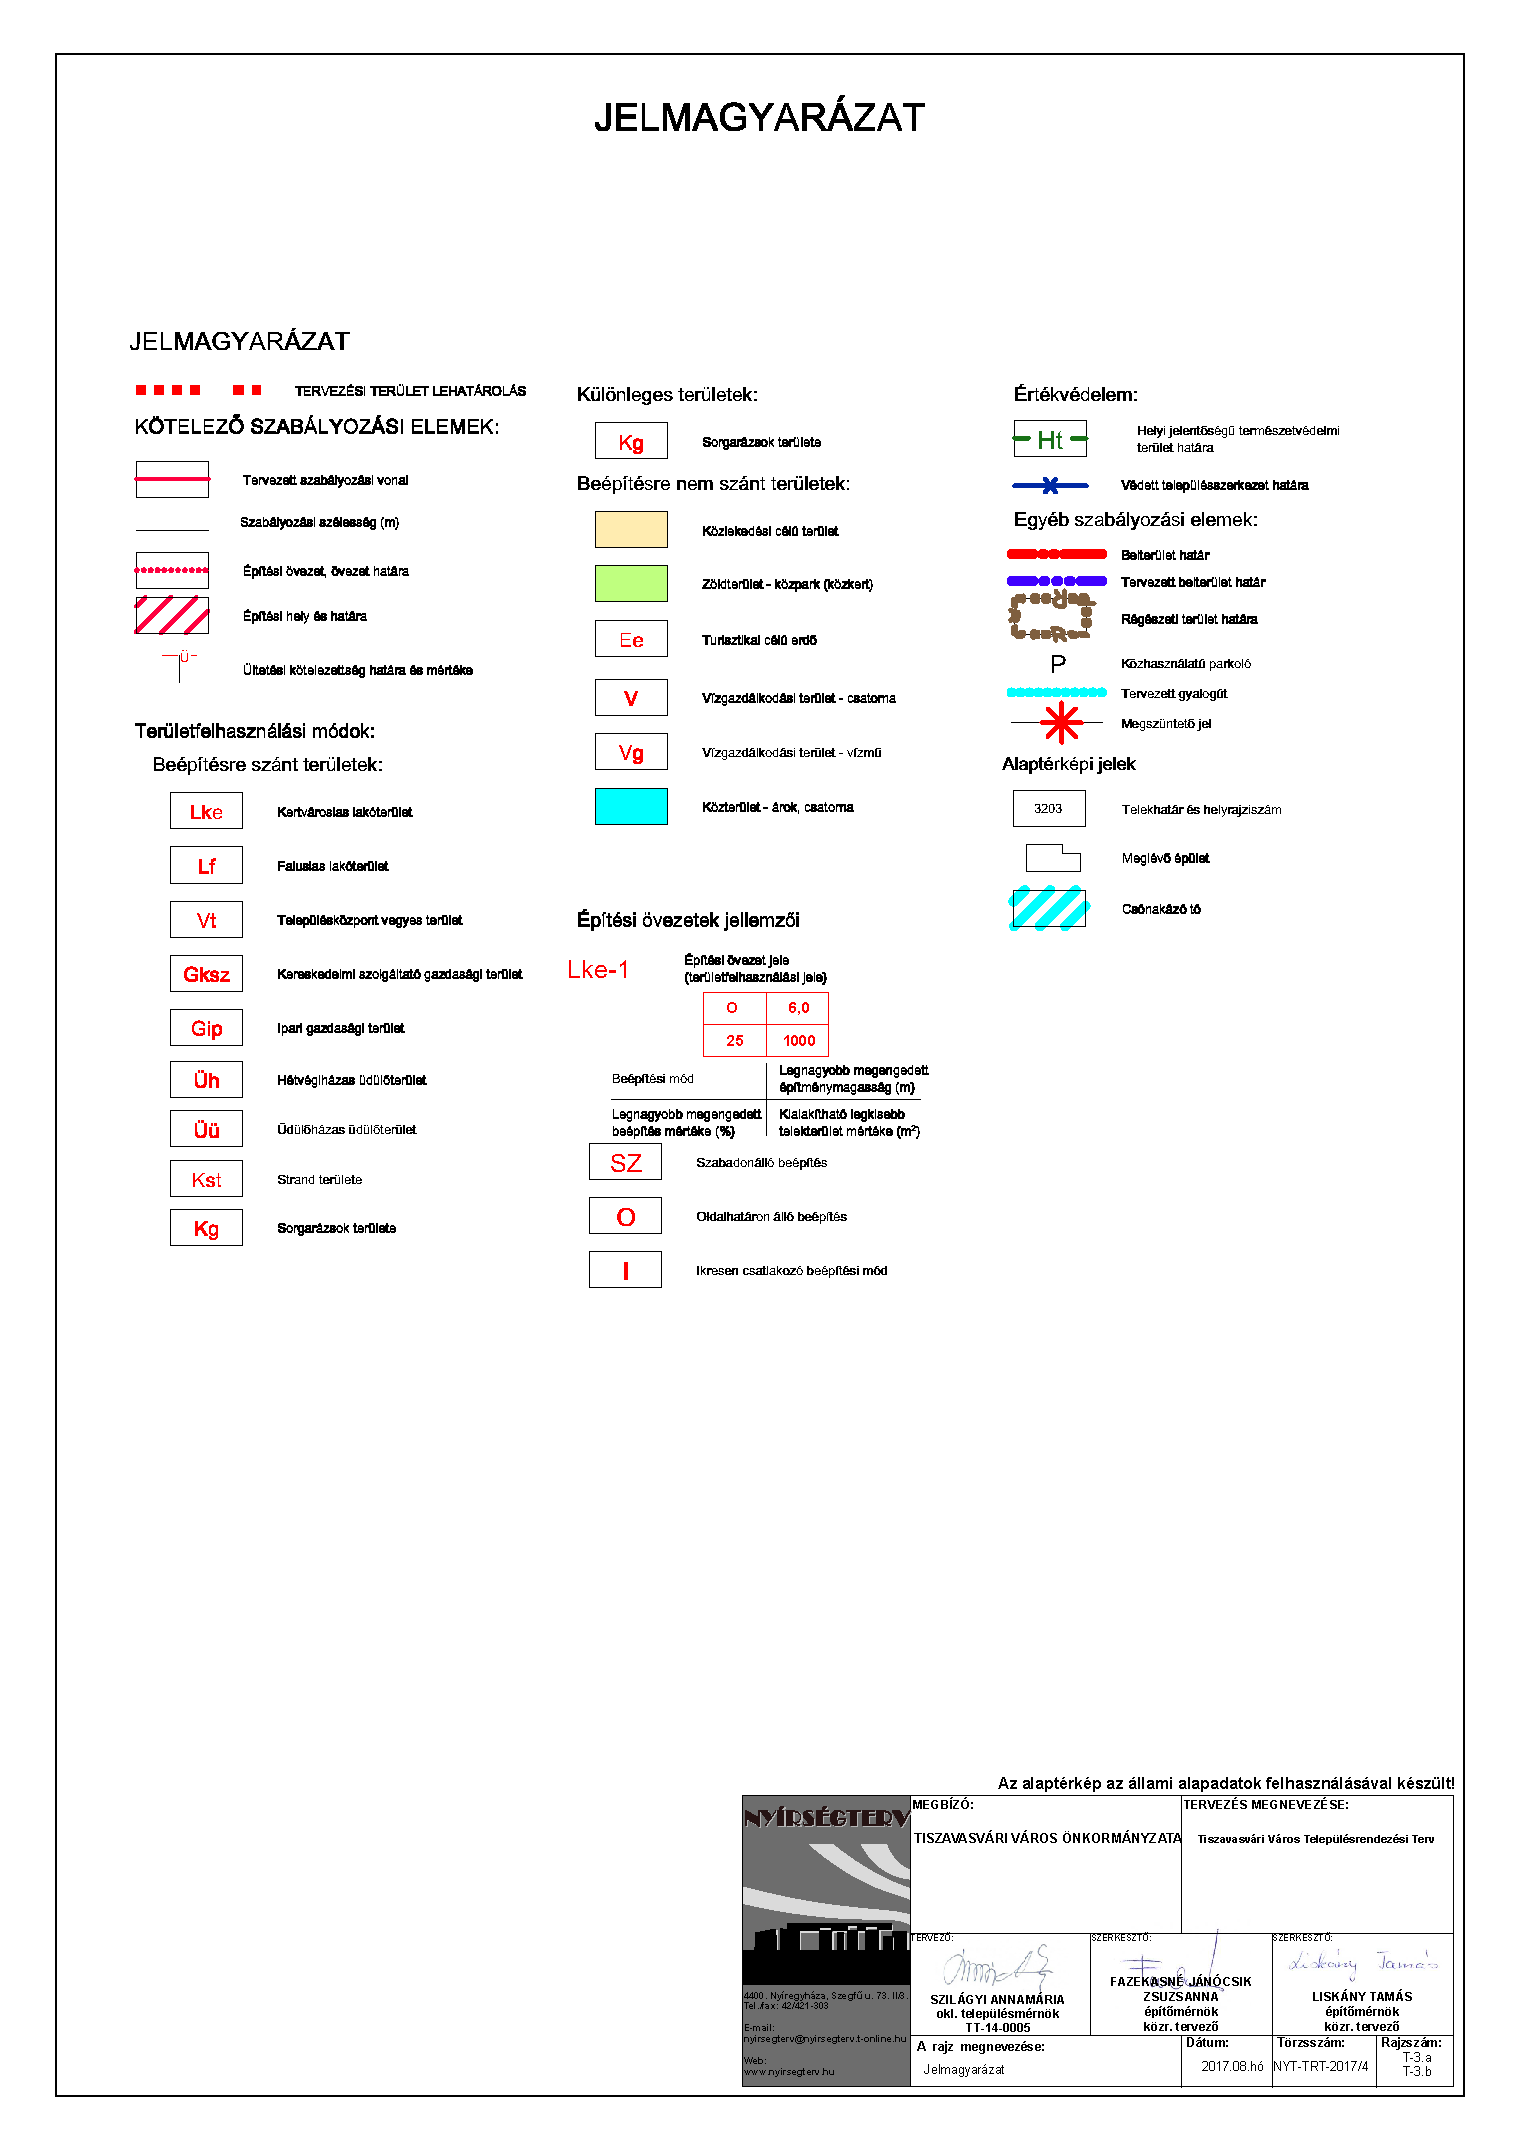 JELMAGYARÁZAT
JELMAGYARÁZAT
TERVEZÉSI TERÜLET LEHATÁROLÁS
KÖTELEZŐ SZABÁLYOZÁSI ELEMEK:
Tervezett szabályozási vonal
Szabályozási szélesség (m)
Építési övezet, övezet határa
Építési hely és határa
Ü
Ültetési kötelezettség határa és mértéke
Területfelhasználási módok:
Beépítésre szánt területek:
Lke Kertvárosias lakóterület
Lf Falusias lakóterület
Vt Településközpont vegyes terület
Gksz Kereskedelmi szolgáltató gazdasági terület
Gip Ipari gazdasági terület
Üh Hétvégiházas üdülőterület
Üü Üdülőházas üdülőterület
Kst Strand területe
Kg Sorgarázsok területe
Különleges területek:
Kg Sorgarázsok területe
Beépítésre nem szánt területek:
Közlekedési célú terület
Zöldterület - közpark (közkert)
Ee Turisztikai célú erdő
V Vízgazdálkodási terület - csatorna
Vg Vízgazdálkodási terület - vízmű
Közterület - árok, csatorna
Építési övezetek jellemzői
Lke-1 Építési övezet jele
(területfelhasználási jele)
O 6,0
25 1000
Beépítési mód
Legnagyobb megengedett
építménymagasság (m)
Legnagyobb megengedett
beépítés mértéke (%)
Kialakítható legkisebb
telekterület mértéke (m²)
SZ Szabadonálló beépítés
O Oldalhatáron álló beépítés
I Ikresen csatlakozó beépítési mód
Értékvédelem:
Ht Helyi jelentőségű természetvédelmi
terület határa
Védett településszerkezet határa
Egyéb szabályozási elemek:
Belterület határ
Tervezett belterület határ
R
R
R
Régészeti terület határa
P Közhasználatú parkoló
Tervezett gyalogút
Megszüntető jel
Alaptérképi jelek
3203 Telekhatár és helyrajziszám
Meglévő épület
Csónakázó tó
Az alaptérkép az állami alapadatok felhasználásával készült!
NYÍRSÉGTERV
4400. Nyíregyháza, Szegfű u. 73. II/8.
Tel./fax: 42/421-303
E-mail:
nyirsegterv@nyirsegterv.t-online.hu
Web:
www.nyirsegterv.hu
MEGBÍZÓ:
TISZAVASVÁRI VÁROS ÖNKORMÁNYZATA
TERVEZÉS MEGNEVEZÉSE:
Tiszavasvári Város Településrendezési Terv
TERVEZŐ:
SZILÁGYI ANNAMÁRIA
okl. településmérnök
TT-14-0005
SZERKESZTŐ:
FAZEKASNÉ JÁNÓCSIK
ZSUZSANNA
építőmérnök
közr. tervező
SZERKESZTŐ:
Liskány Tamás
LISKÁNY TAMÁS
építőmérnök
közr. tervező
A rajz megnevezése:
Jelmagyarázat
Dátum:
2017.08.hó
Törzsszám:
NYT-TRT-2017/4
Rajzszám:
T-3.a
T-3.b